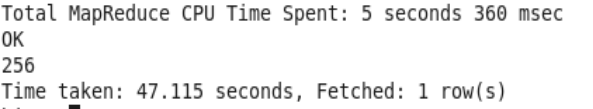 Total MapReduce CPU Time Spent: 5 seconds 360 msec
OK
256
Time taken: 47.115 seconds, Fetched: 1 row(s)